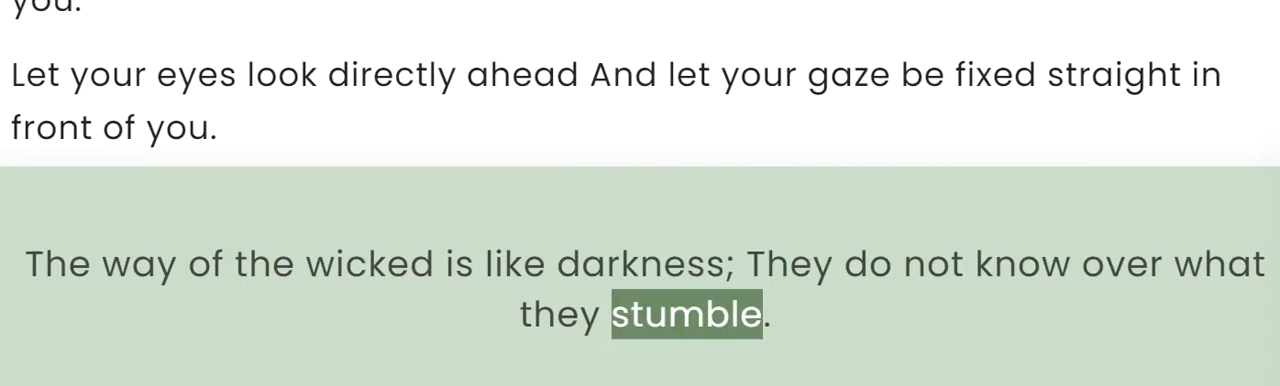 you.
Let your eyes look directly ahead And let your gaze be fixed straight in
front of you.
The way of the wicked is like darkness; They do not know over what
they stumble.